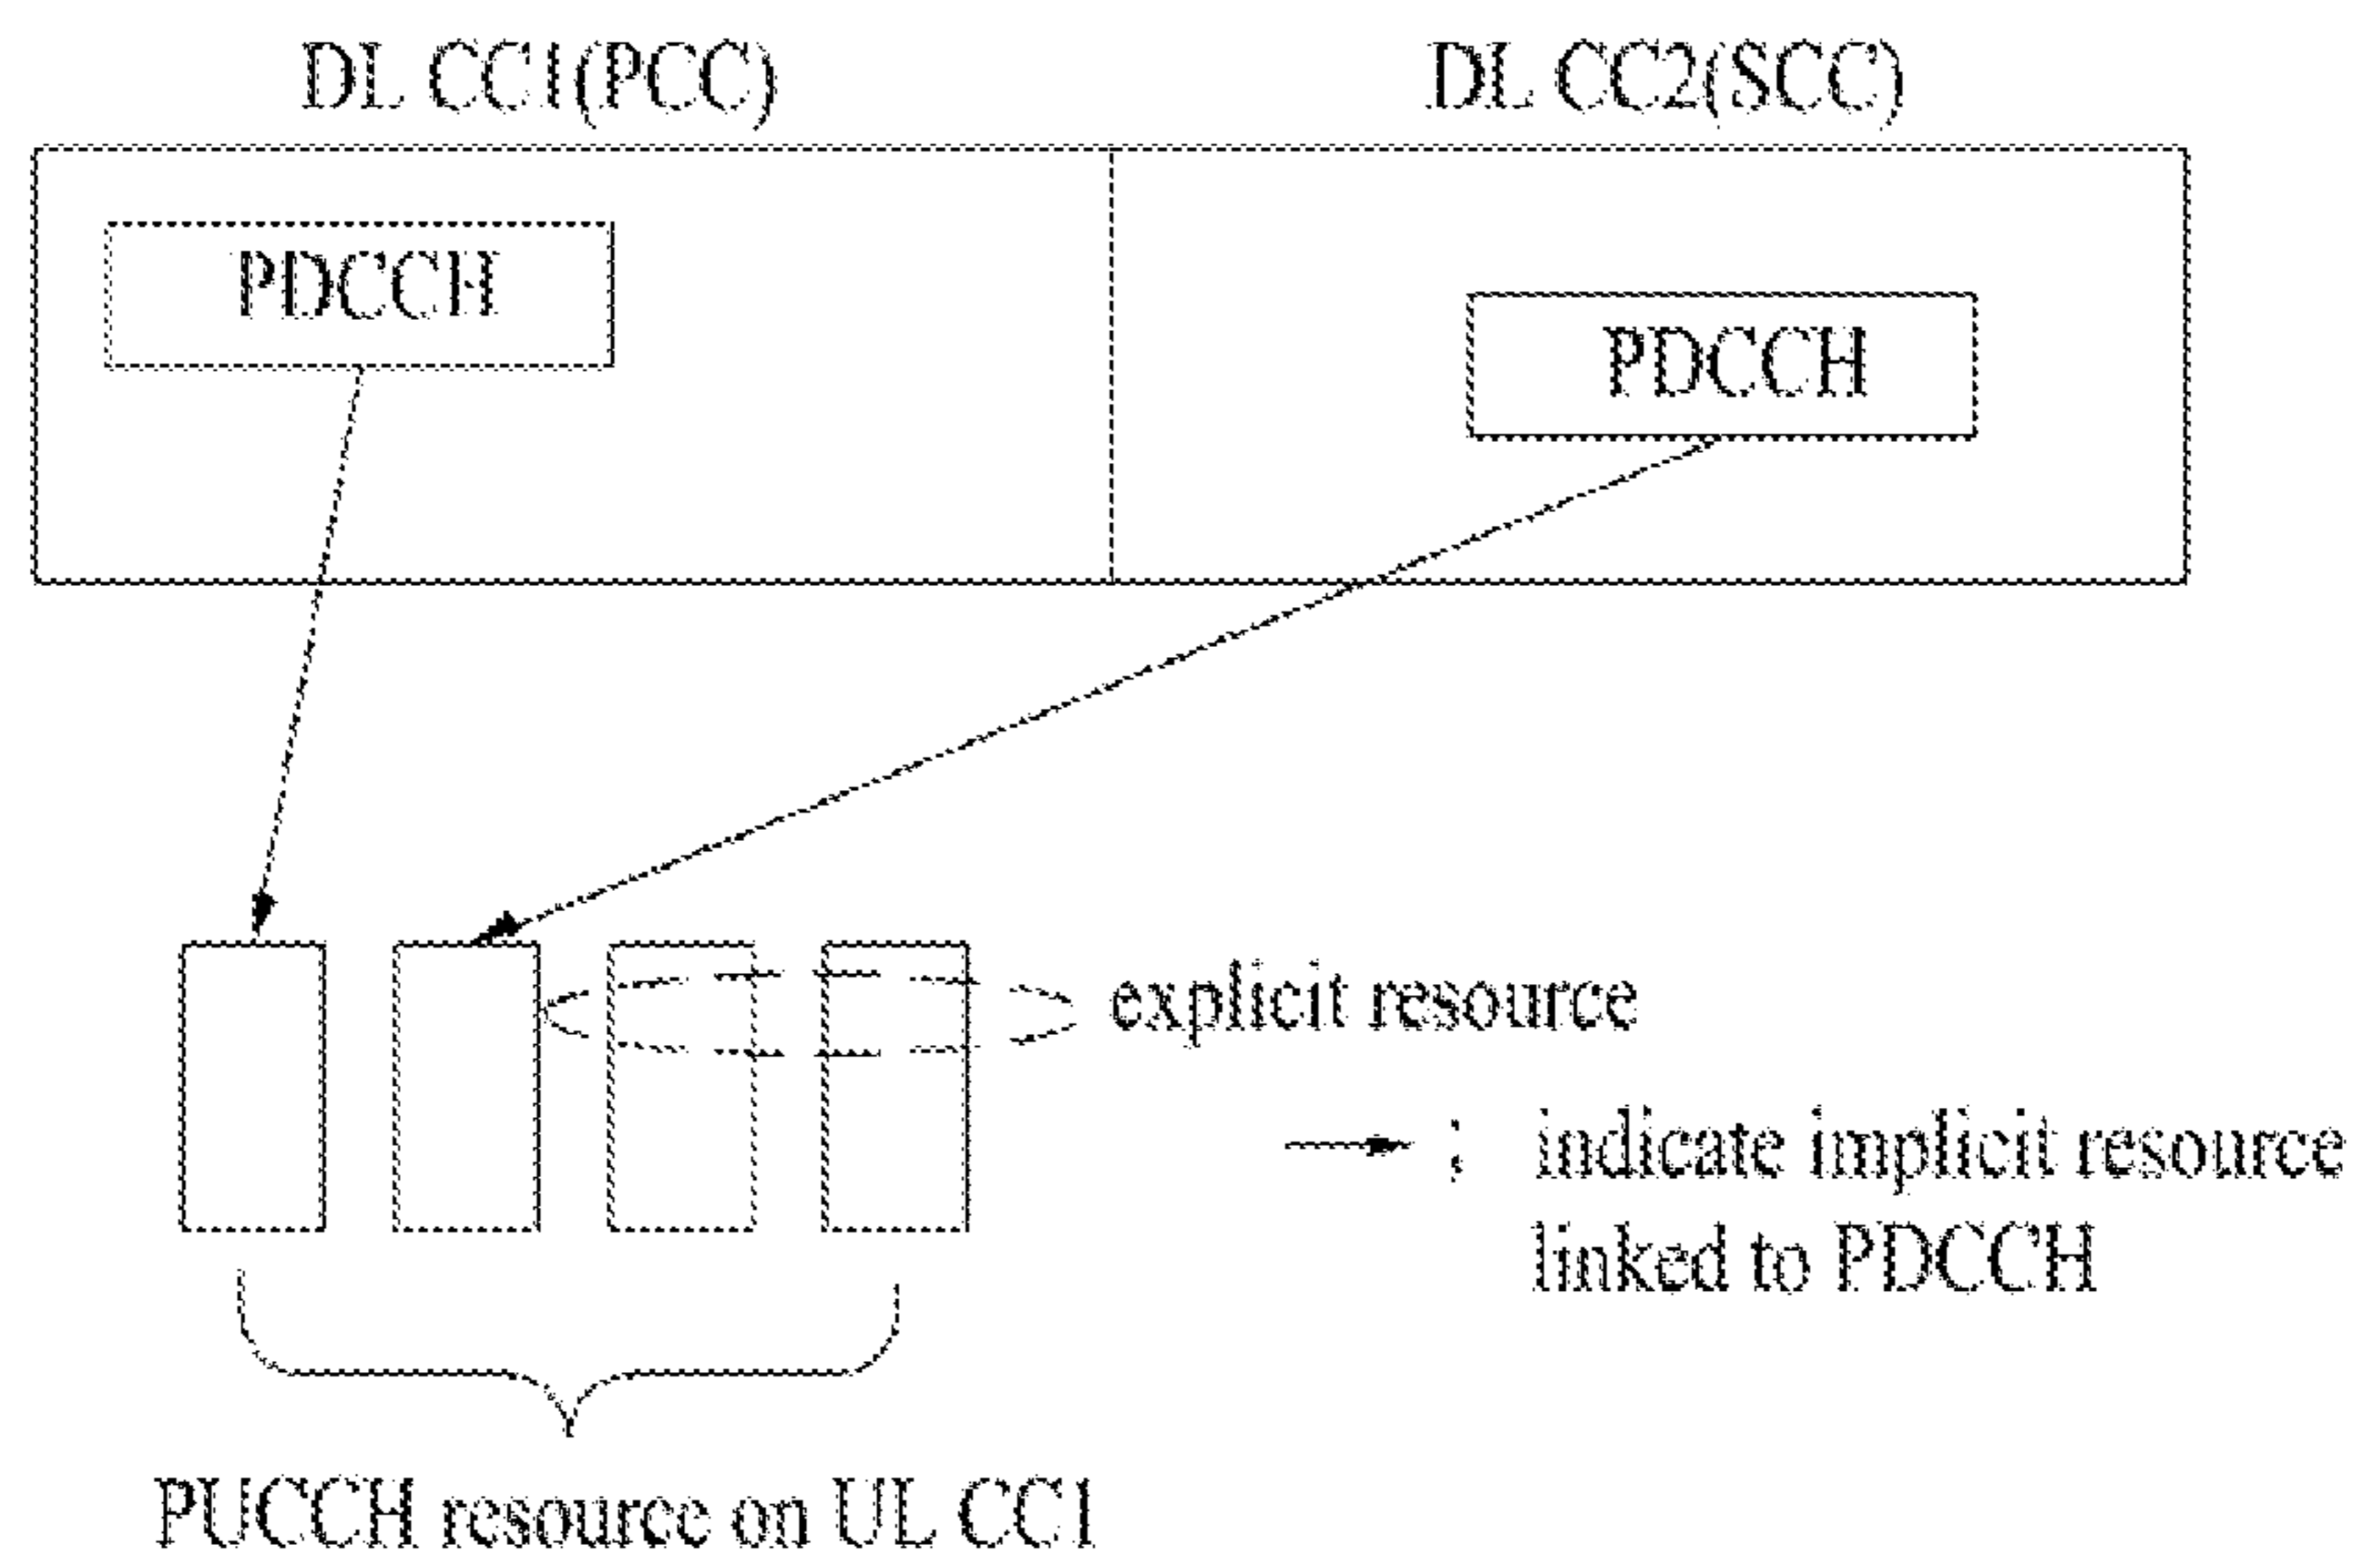 DL CC1(PCC)
DL CC2(SCC)
PDCCH
PDCCH
explicit resource
; indicate implicit resource
linked to PDCCH
PUCCH resource on UL CC1